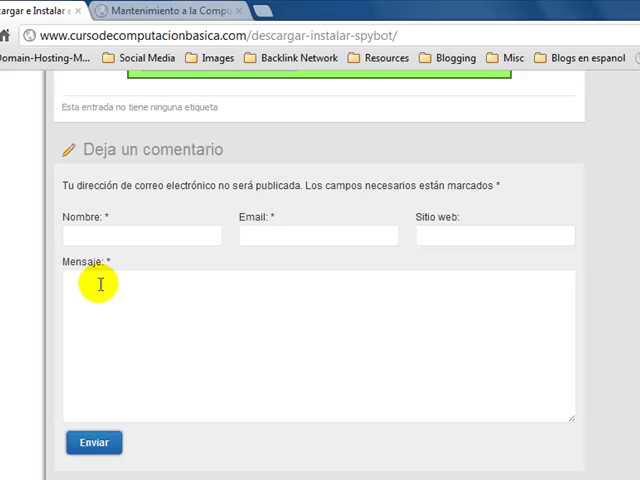 cargar e Instalar e
Mantenimiento a la Compu
www.cursodecomputacionbasica.com/descargar-instalar-spybot/
Domain-Hosting-M... Social Media Images Backlink Network Resources Blogging Misc Blogs en espanol
Esta entrada no tiene ninguna etiqueta
Deja un comentario
Tu dirección de correo electrónico no será publicada. Los campos necesarios están marcados *
Nombre: * Email: * Sitio web:
Mensaje: *
Enviar